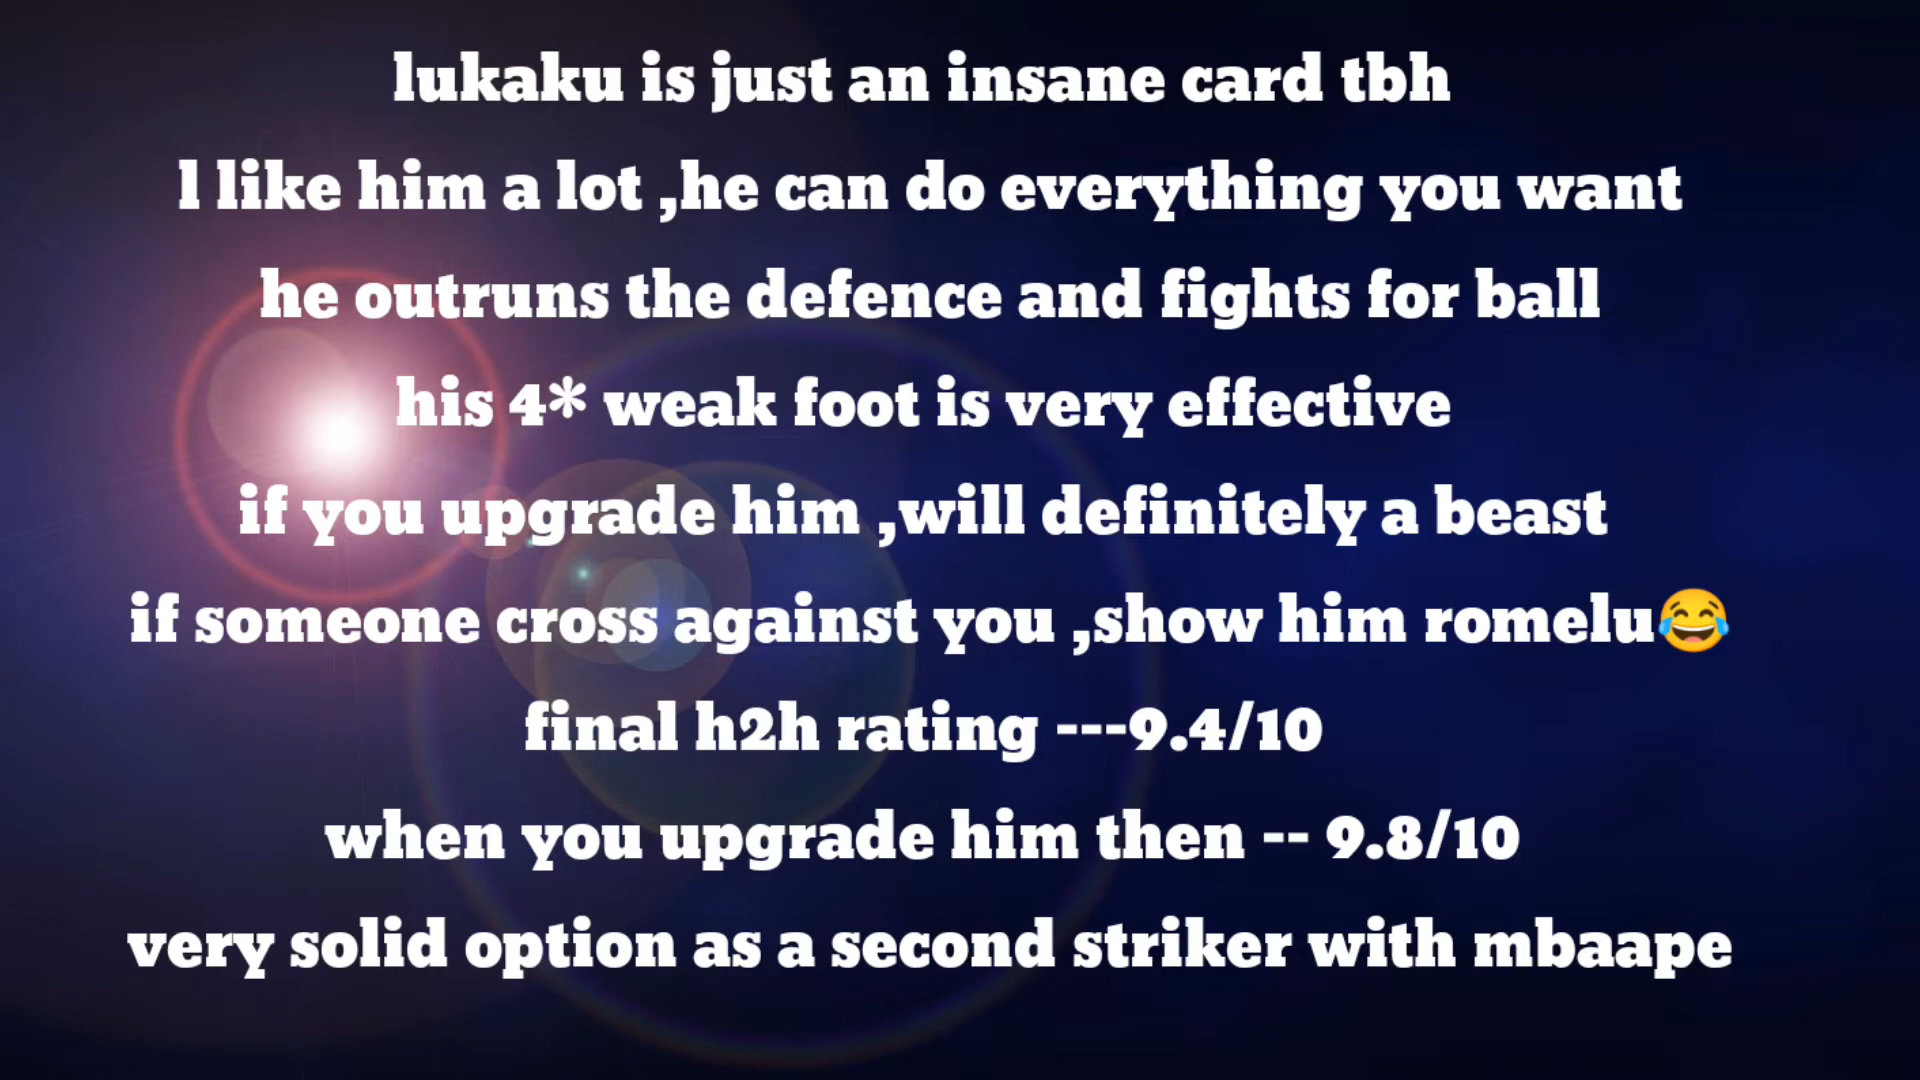 lukaku is just an insane card tbh
l like him a lot ,he can do everything you want
he outruns the defence and fights for ball
his 4* weak foot is very effective
if you upgrade him ,will definitely a beast
if someone cross against you ,show him romelu😂
final h2h rating ---9.4/10
when you upgrade him then -- 9.8/10
very solid option as a second striker with mbaape